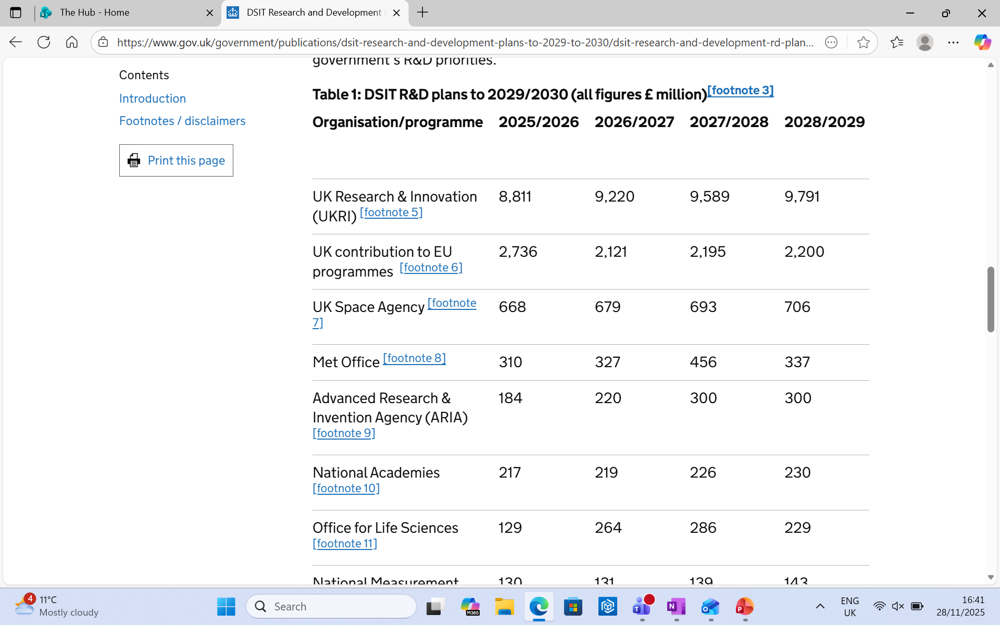 The Hub - Home
DSIT Research and Development
https://www.gov.uk/government/publications/dsit-research-and-development-plans-to-2029-to-2030/dsit-research-and-development-rd-plan...
government's R&D priorities.
Contents
Introduction
Footnotes / disclaimers
Print this page
Table 1: DSIT R&D plans to 2029/2030 (all figures £ million)[footnote 3]
Organisation/programme 2025/2026 2026/2027 2027/2028 2028/2029
UK Research & Innovation 8,811 9,220 9,589 9,791
(UKRI) [footnote 5]
UK contribution to EU 2,736 2,121 2,195 2,200
programmes [footnote 6]
UK Space Agency [footnote 668 679 693 706
7]
Met Office [footnote 8] 310 327 456 337
Advanced Research & 184 220 300 300
Invention Agency (ARIA)
[footnote 9]
National Academies 217 219 226 230
[footnote 10]
Office for Life Sciences 129 264 286 229
[footnote 11]
National Measurement 130 131 139 143
4
11°C
Mostly cloudy
Search
M365
ENG
UK
16:41
28/11/2025